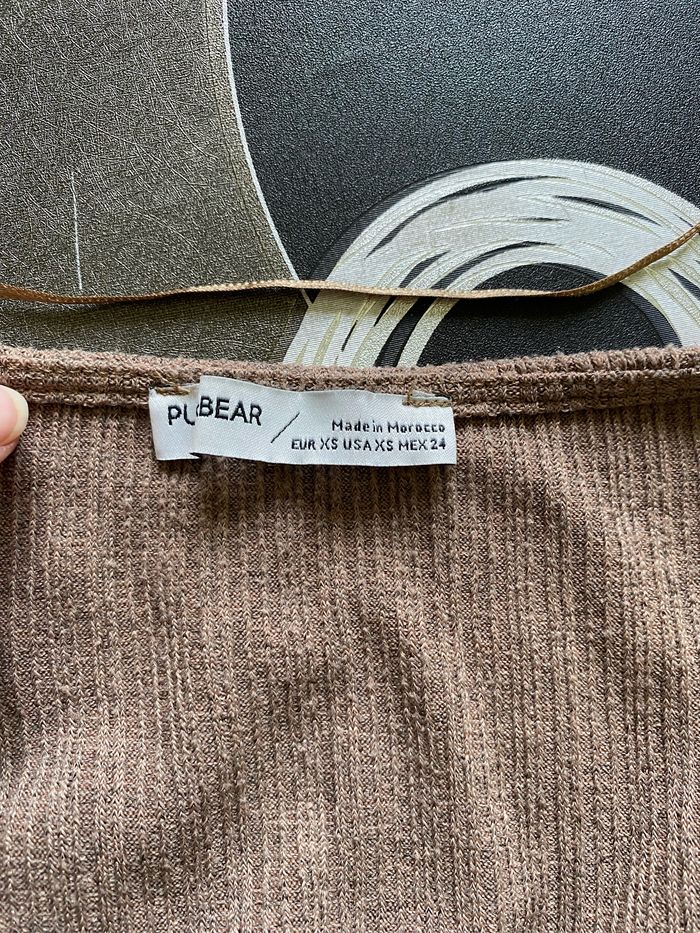 PU BEAR /
Made in Morocco
EUR XS USA XS MEX 24